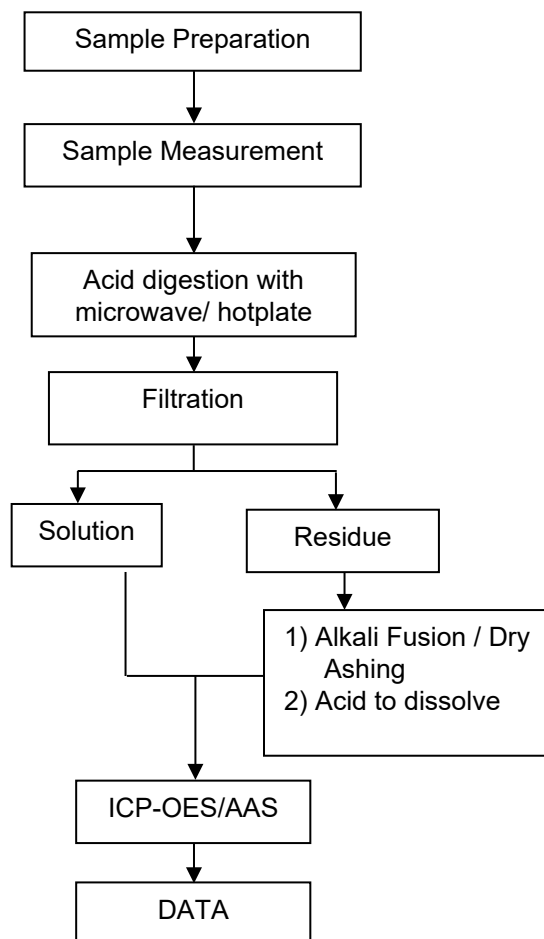 Sample Preparation
Sample Measurement
Acid digestion with
microwave/ hotplate
Filtration
Solution
Residue
1) Alkali Fusion / Dry
Ashing
2) Acid to dissolve
ICP-OES/AAS
DATA